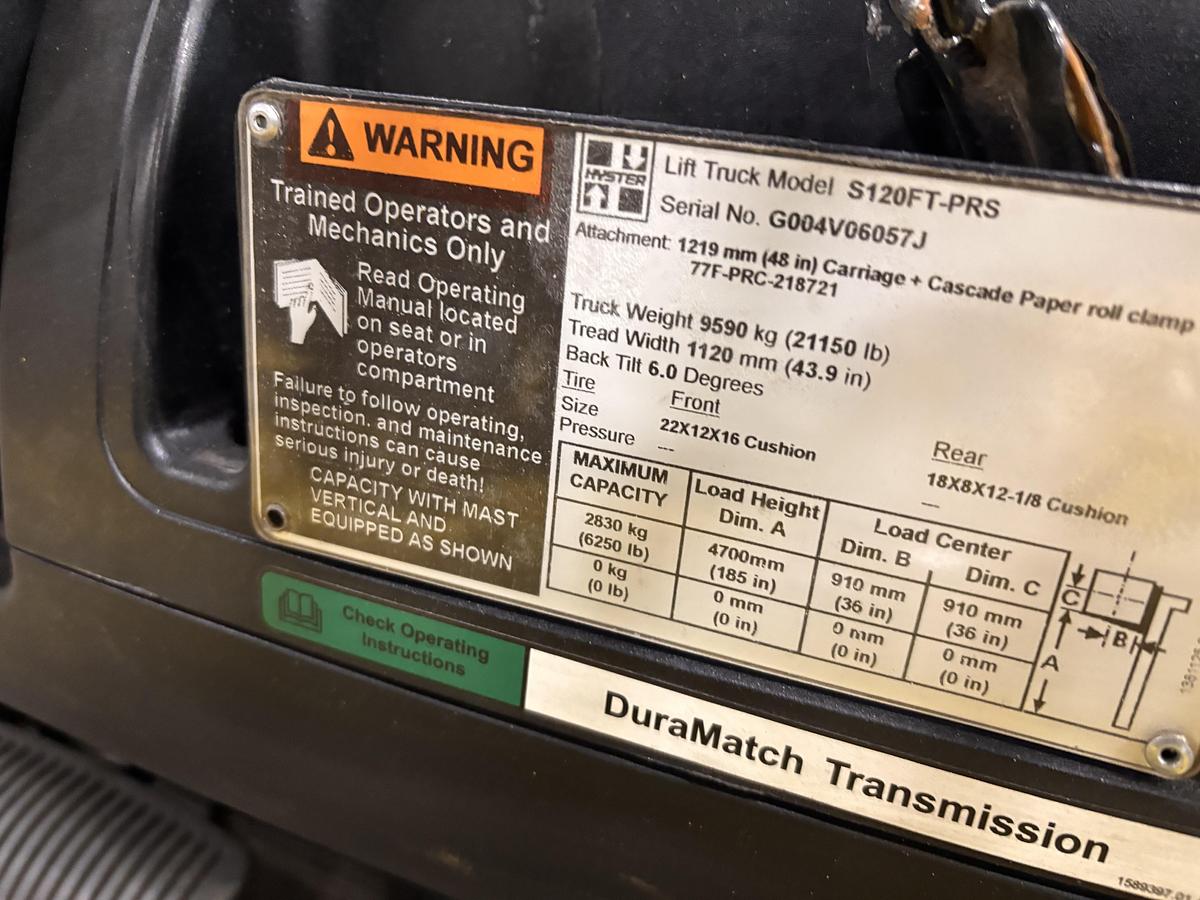 WARNING
Trained Operators and
Mechanics Only
Read Operating
Manual located
on seat or in
operators
compartment
Failure to follow operating,
inspection, and maintenance
instructions can cause
serious injury or death!
CAPACITY WITH MAST
VERTICAL AND
EQUIPPED AS SHOWN
HYSTER
Lift Truck Model S120FT-PRS
Serial No. G004V06057J
Attachment: 1219 mm (48 in) Carriage + Cascade Paper roll clamp
77F-PRC-218721
Truck Weight 9590 kg (21150 lb)
Tread Width 1120 mm (43.9 in)
Back Tilt 6.0 Degrees
Tire Front Rear
Size 22X12X16 Cushion 18X8X12-1/8 Cushion
Pressure --- ---
MAXIMUM CAPACITY Load Height Dim. A Load Center Dim. B Dim. C
2830 kg (6250 lb) 4700mm (185 in) 910 mm (36 in) 910 mm (36 in)
0 kg (0 lb) 0 mm (0 in) 0 mm (0 in) 0 mm (0 in)
C
B
A
Check Operating
Instructions
DuraMatch Transmission